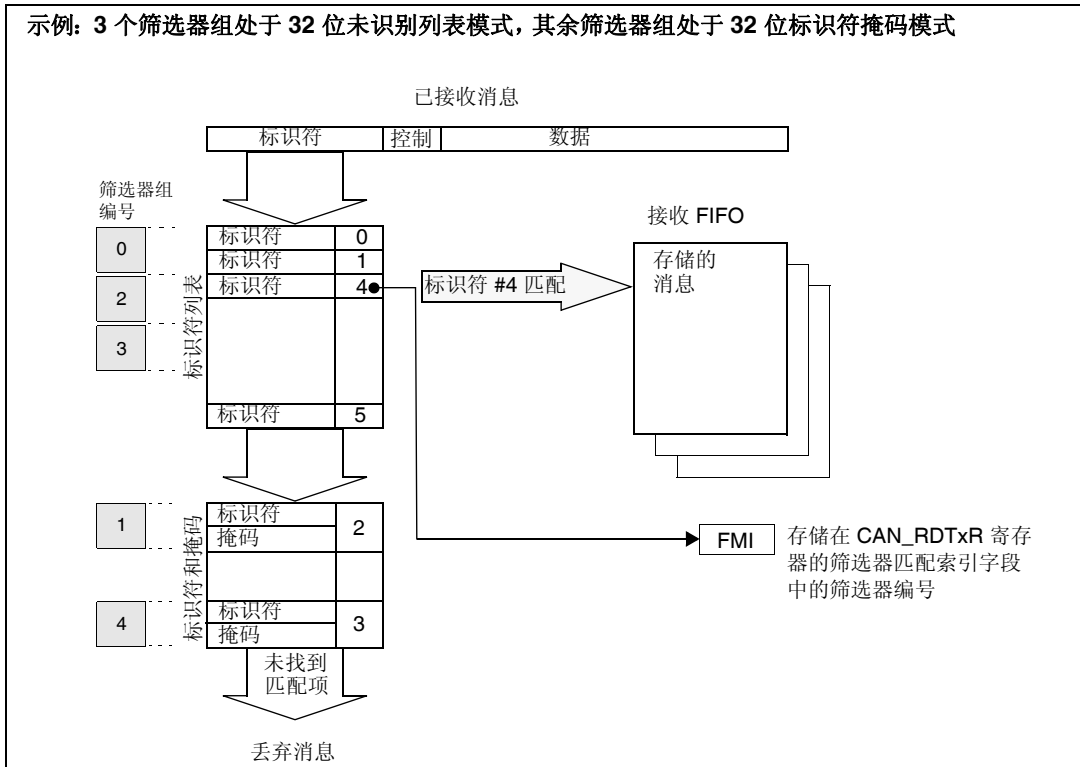 示例：3 个筛选器组处于 32 位未识别列表模式，其余筛选器组处于 32 位标识符掩码模式
已接收消息
标识符 控制 数据
筛选器组
编号
0
2
3
标识符列表
标识符 0
标识符 1
标识符 4
标识符 5
标识符 #4 匹配
接收 FIFO
存储的
消息
1
4
标识符和掩码
标识符
掩码
2
标识符
掩码
3
FMI
存储在 CAN_RDTxR 寄存
器的筛选器匹配索引字段
中的筛选器编号
未找到
匹配项
丢弃消息